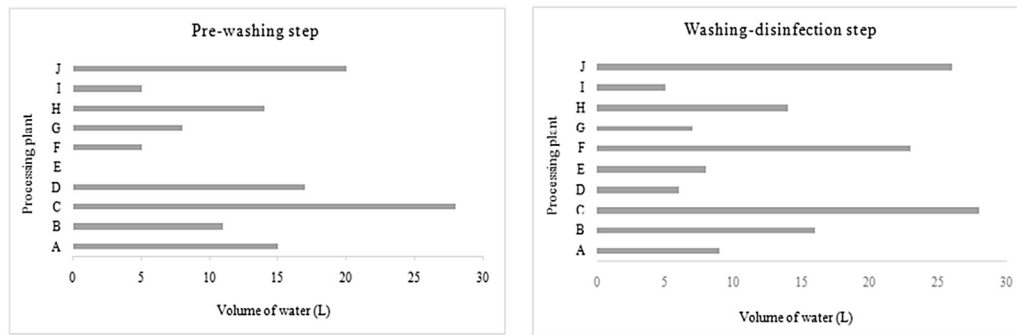 Pre-washing step
Processing plant
J
I
H
G
F
E
D
C
B
A
0 5 10 15 20 25 30
Volume of water (L)
Washing-disinfection step
Processing plant
J
I
H
G
F
E
D
C
B
A
0 5 10 15 20 25 30
Volume of water (L)